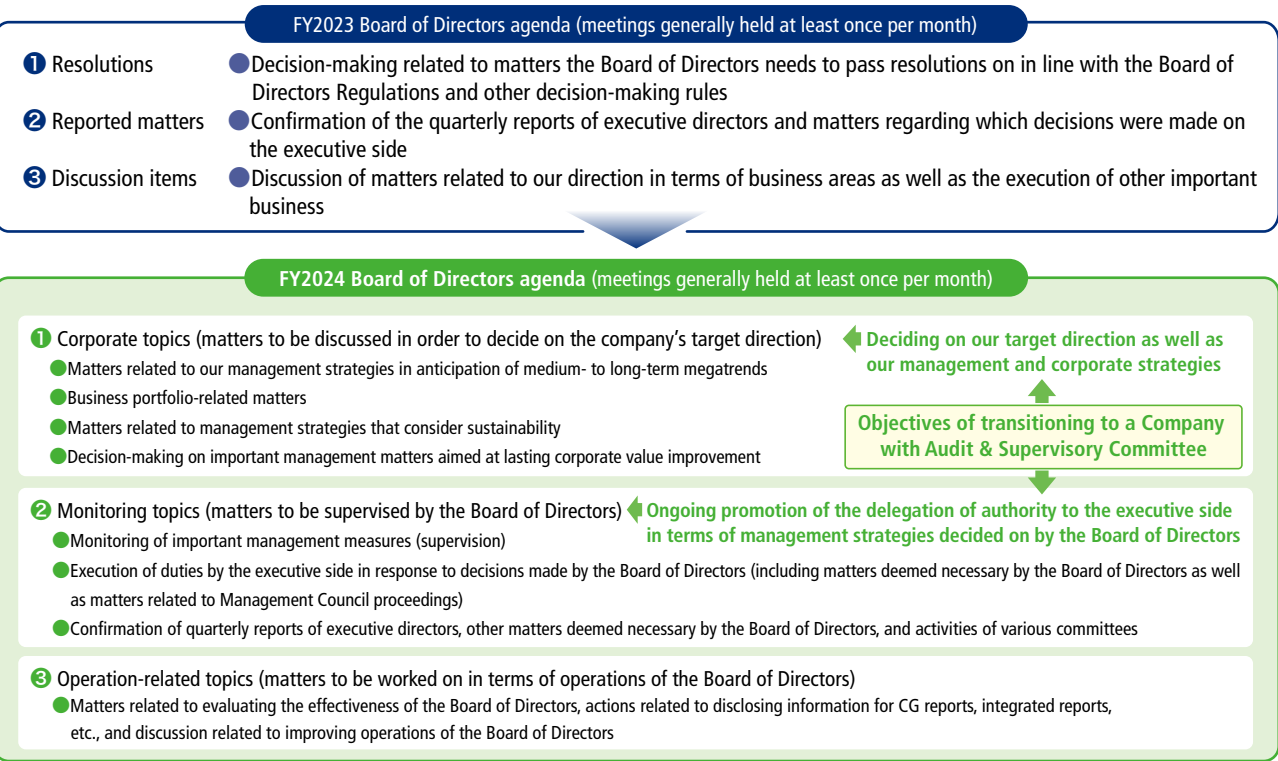 FY2023 Board of Directors agenda (meetings generally held at least once per month)
❶ Resolutions
●Decision-making related to matters the Board of Directors needs to pass resolutions on in line with the Board of
Directors Regulations and other decision-making rules
❷ Reported matters
●Confirmation of the quarterly reports of executive directors and matters regarding which decisions were made on
the executive side
❸ Discussion items
●Discussion of matters related to our direction in terms of business areas as well as the execution of other important
business
FY2024 Board of Directors agenda (meetings generally held at least once per month)
❶ Corporate topics (matters to be discussed in order to decide on the company's target direction)
●Matters related to our management strategies in anticipation of medium- to long-term megatrends
●Business portfolio-related matters
●Matters related to management strategies that consider sustainability
●Decision-making on important management matters aimed at lasting corporate value improvement
Deciding on our target direction as well as
our management and corporate strategies
Objectives of transitioning to a Company
with Audit & Supervisory Committee
❷ Monitoring topics (matters to be supervised by the Board of Directors)
Ongoing promotion of the delegation of authority to the executive side
in terms of management strategies decided on by the Board of Directors
●Monitoring of important management measures (supervision)
●Execution of duties by the executive side in response to decisions made by the Board of Directors (including matters deemed necessary by the Board of Directors as well
as matters related to Management Council proceedings)
●Confirmation of quarterly reports of executive directors, other matters deemed necessary by the Board of Directors, and activities of various committees
❸ Operation-related topics (matters to be worked on in terms of operations of the Board of Directors)
●Matters related to evaluating the effectiveness of the Board of Directors, actions related to disclosing information for CG reports, integrated reports,
etc., and discussion related to improving operations of the Board of Directors